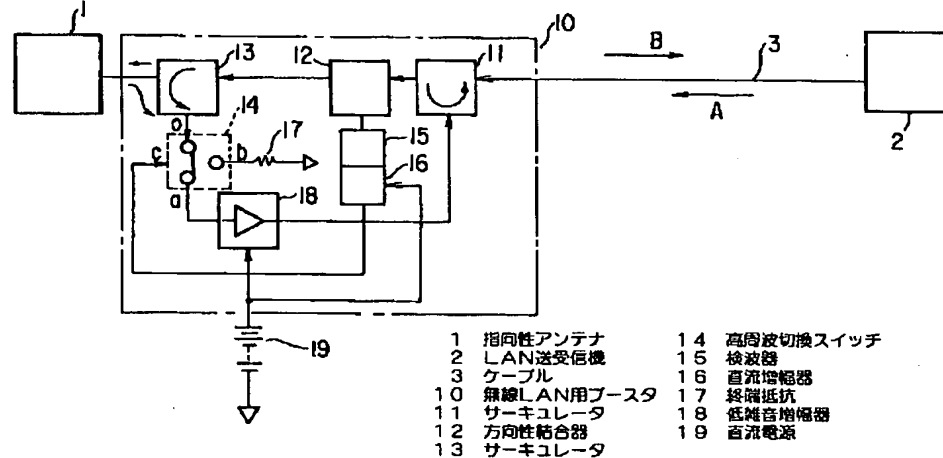 1
10
13
12
11
B
3
A
2
14
15
16
17
18
o
c
b
a
19
1 指向性アンテナ
2 LAN送受信機
3 ケーブル
10 無線LAN用ブースタ
11 サーキュレータ
12 方向性結合器
13 サーキュレータ
14 高周波切換スイッチ
15 検波器
16 直流増幅器
17 終端抵抗
18 低雑音増幅器
19 直流電源